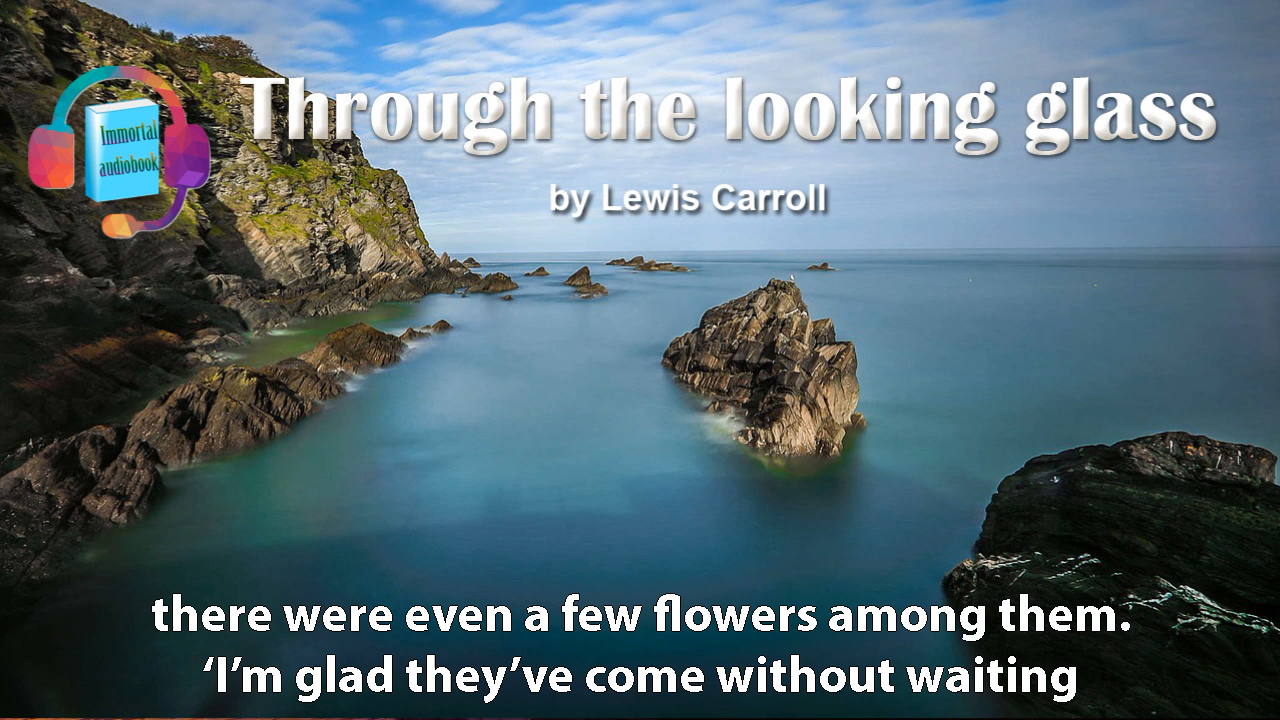 Through the looking glass
by Lewis Carroll
Immortal
audiobook
there were even a few flowers among them.
‘I’m glad they’ve come without waiting